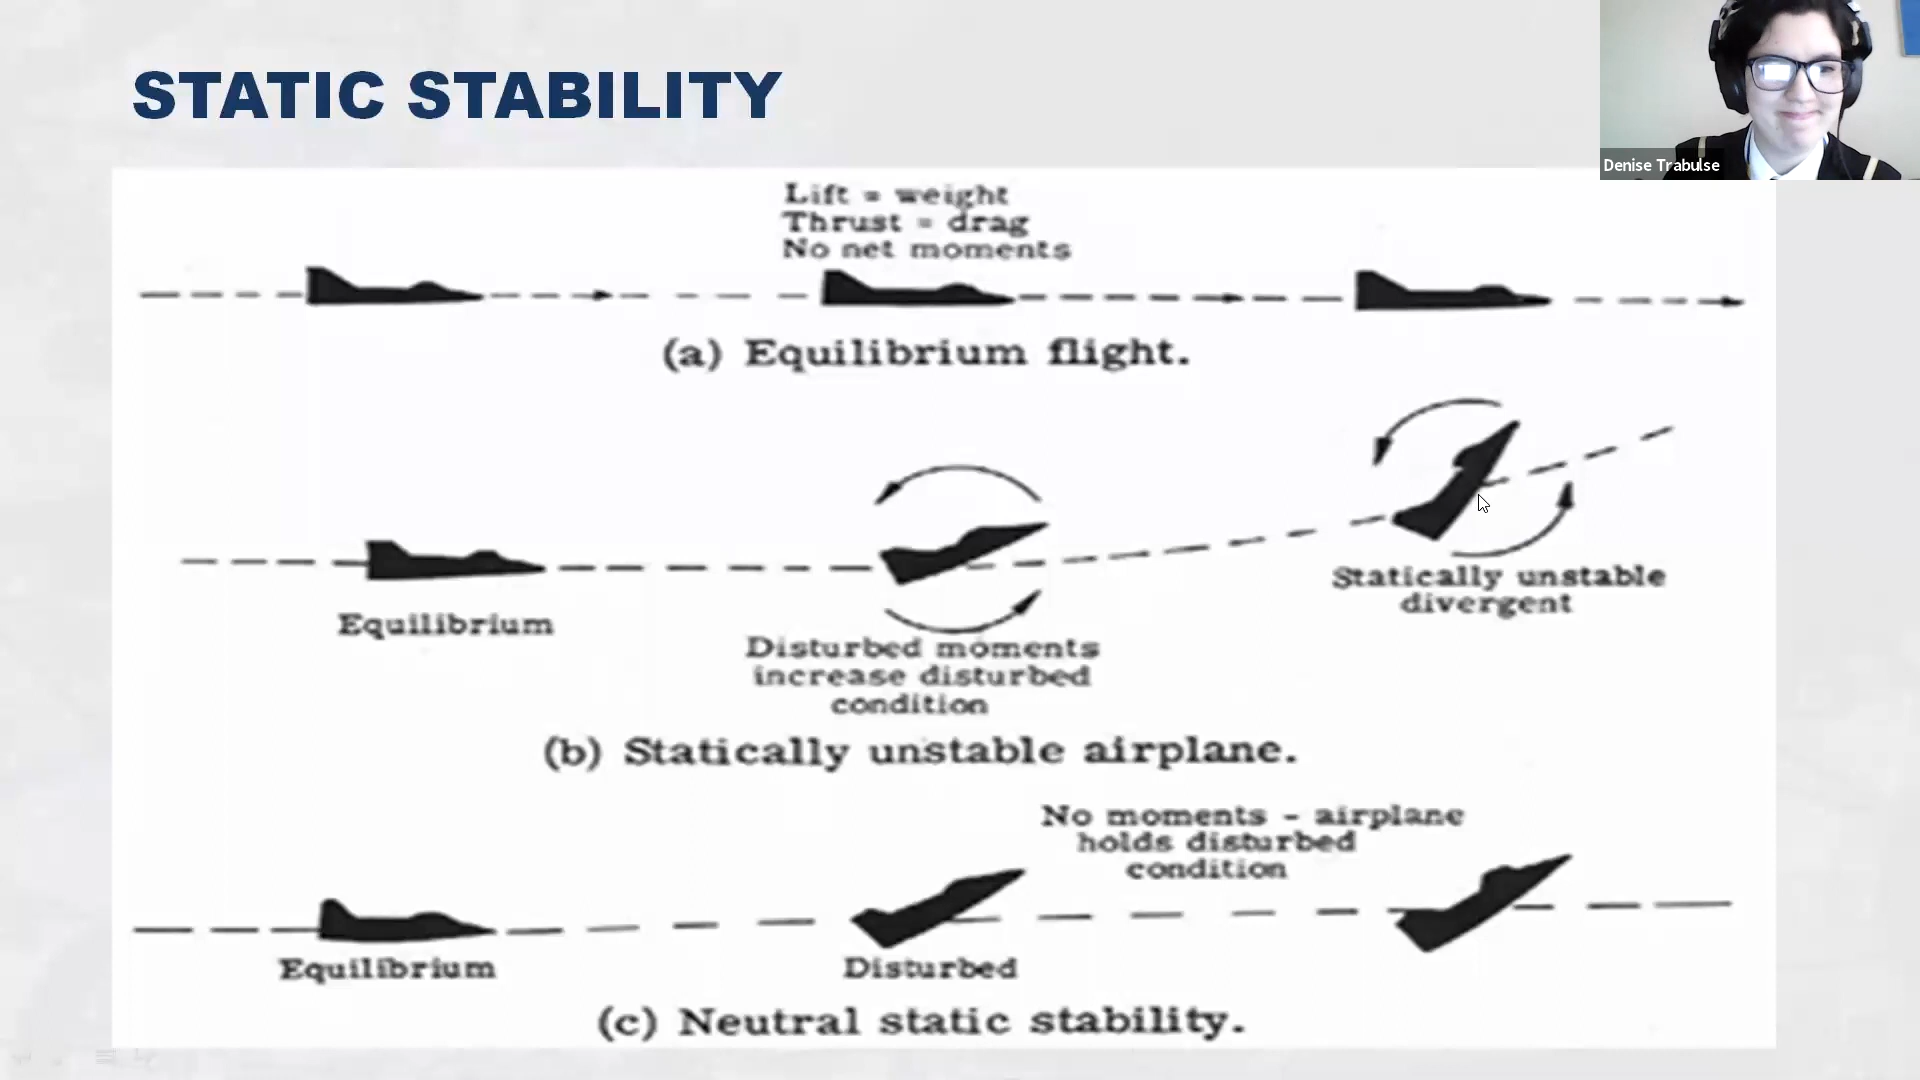 STATIC STABILITY
Denise Trabulse
Lift = weight
Thrust = drag
No net moments
(a) Equilibrium flight.
Equilibrium
Disturbed moments
increase disturbed
condition
Statically unstable
divergent
(b) Statically unstable airplane.
No moments - airplane
holds disturbed
condition
Equilibrium
Disturbed
(c) Neutral static stability.